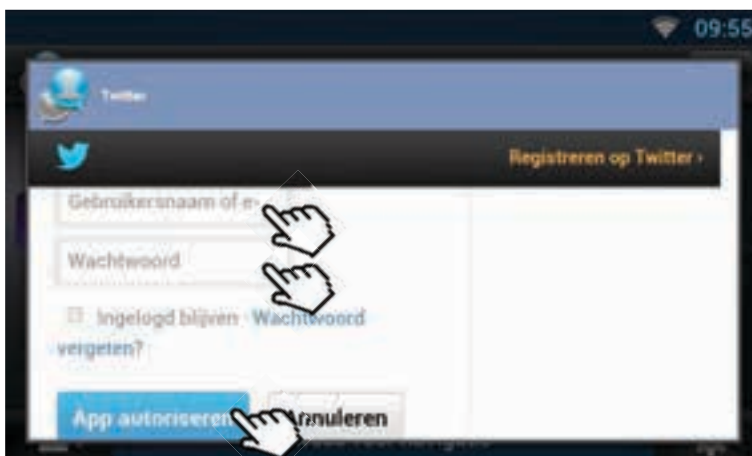 09:55
Twitter
Registreren op Twitter ›
Gebruikersnaam of e-
Wachtwoord
Ingelogd blijven · Wachtwoord
vergeten?
App autoriseren Annuleren